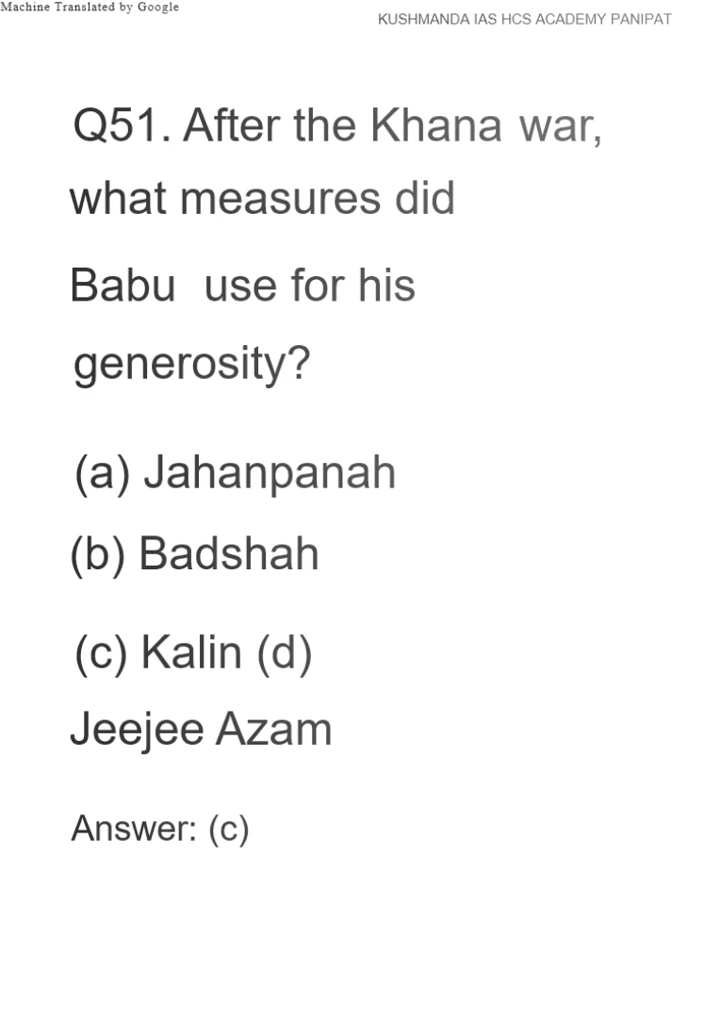 Machine Translated by Google
KUSHMANDA IAS HCS ACADEMY PANIPAT
Q51. After the Khana war,
what measures did
Babu use for his
generosity?
(a) Jahanpanah
(b) Badshah
(c) Kalin (d)
Jeejee Azam
Answer: (c)